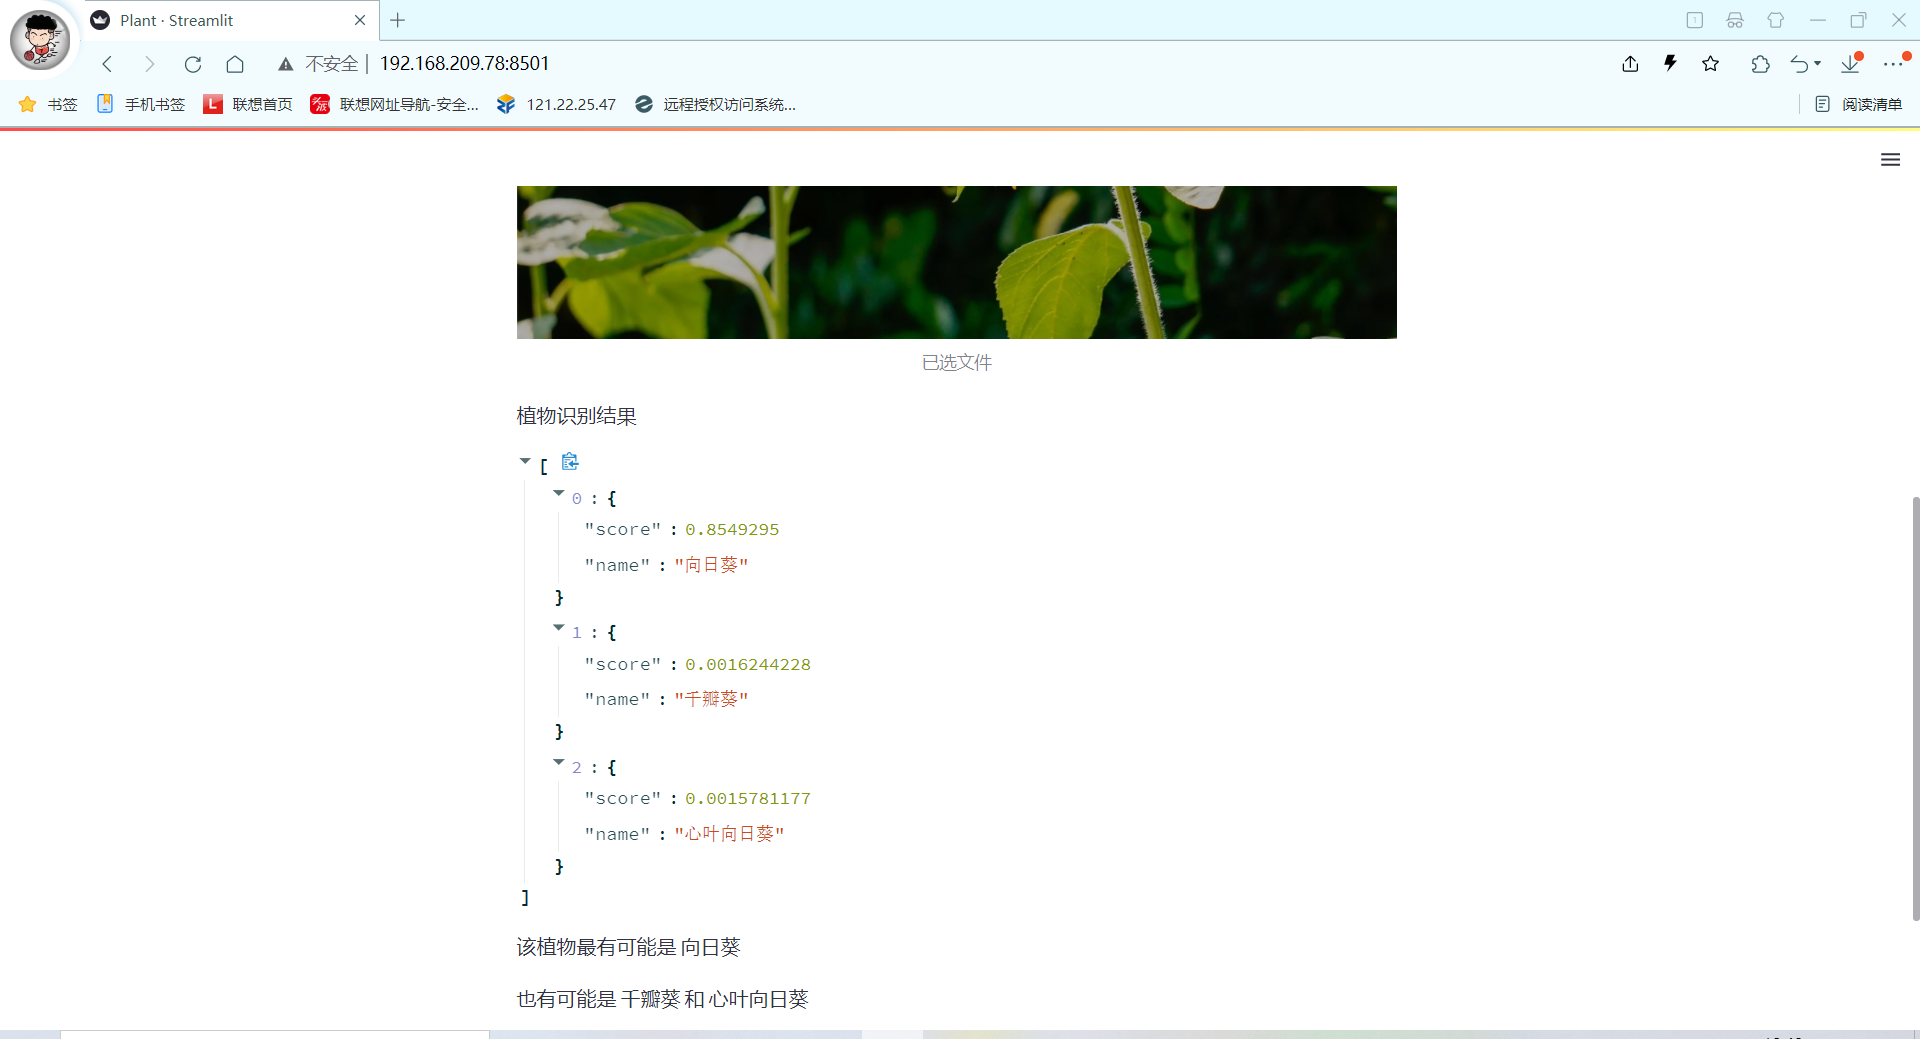 Plant · Streamlit
不安全
192.168.209.78:8501
书签
手机书签
联想首页
联想网址导航-安全...
121.22.25.47
远程授权访问系统...
阅读清单
已选文件
植物识别结果
[
0 : {
"score" : 0.8549295
"name" : "向日葵"
}
1 : {
"score" : 0.0016244228
"name" : "千瓣葵"
}
2 : {
"score" : 0.0015781177
"name" : "心叶向日葵"
}
]
该植物最有可能是 向日葵
也有可能是 千瓣葵 和 心叶向日葵